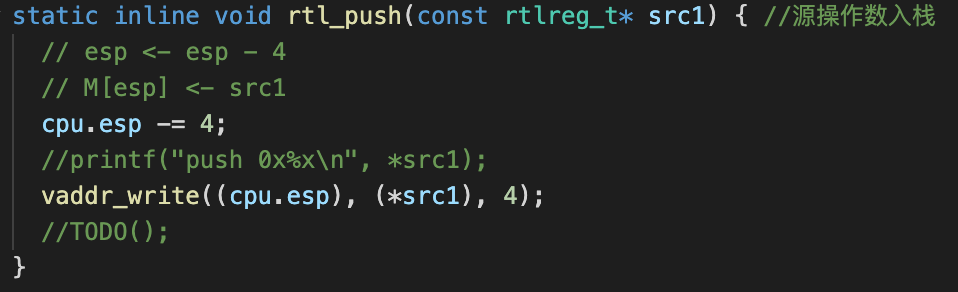 static inline void rtl_push(const rtlreg_t* src1) { //源操作数入栈
// esp <- esp - 4
// M[esp] <- src1
cpu.esp -= 4;
//printf("push 0x%x\n", *src1);
vaddr_write((cpu.esp), (*src1), 4);
//TODO();
}